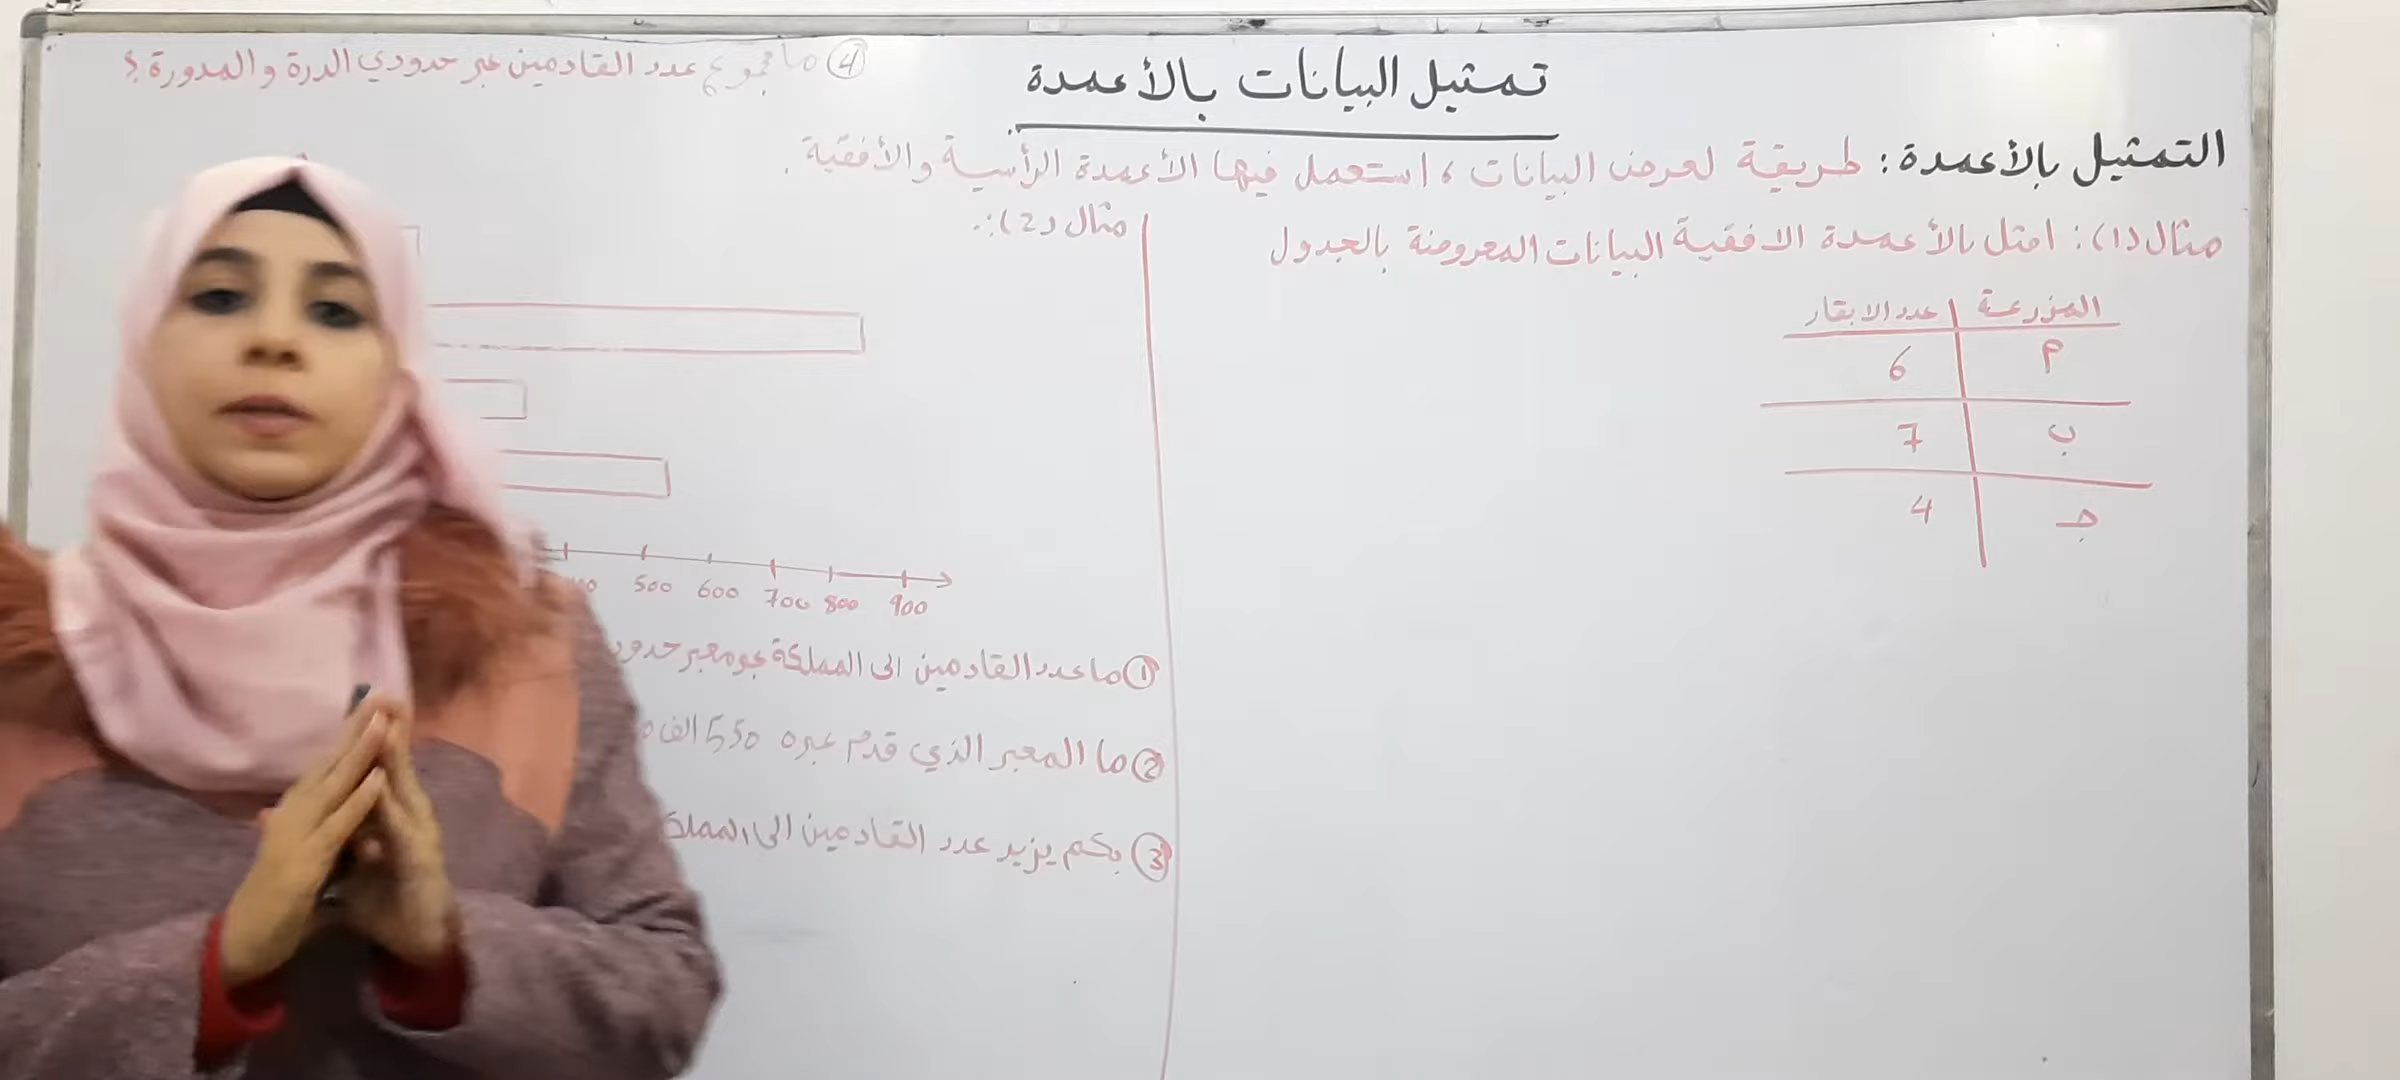 تمثيل البيانات بالأعمدة
التمثيل بالأعمدة: طريقة لعرض البيانات، استعمل فيها الأعمدة الرأسية والأفقية.
مثال (1): امثل بالأعمدة الافقية البيانات المعروضة بالجدول
المزرعة عدد الابقار
أ 6
ب 7
جـ 4
مثال (2):
500 600 700 800 900
① ما عدد القادمين الى المملكة
② ما المعبر الذي قدم عبره 550 الف
③ بكم يزيد عدد القادمين الى
④ ما مجموع عدد القادمين عبر حدودي الدرة والمدورة؟